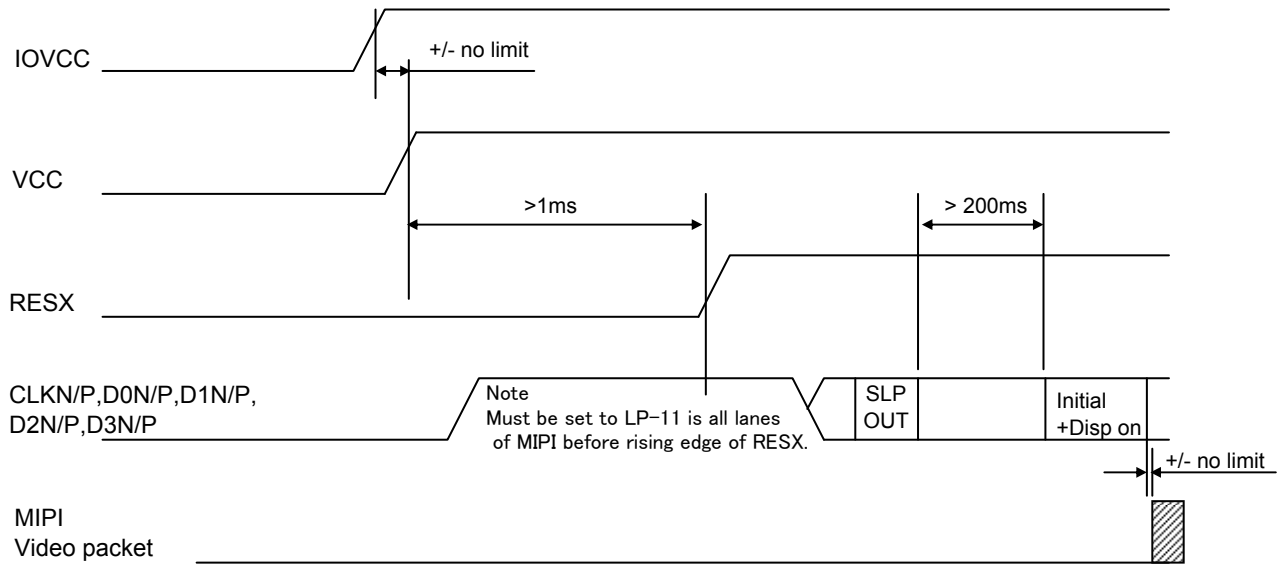 IOVCC
+/- no limit
VCC
>1ms
> 200ms
RESX
CLKN/P,D0N/P,D1N/P,
D2N/P,D3N/P
Note
Must be set to LP-11 is all lanes
of MIPI before rising edge of RESX.
SLP
OUT
Initial
+Disp on
+/- no limit
MIPI
Video packet